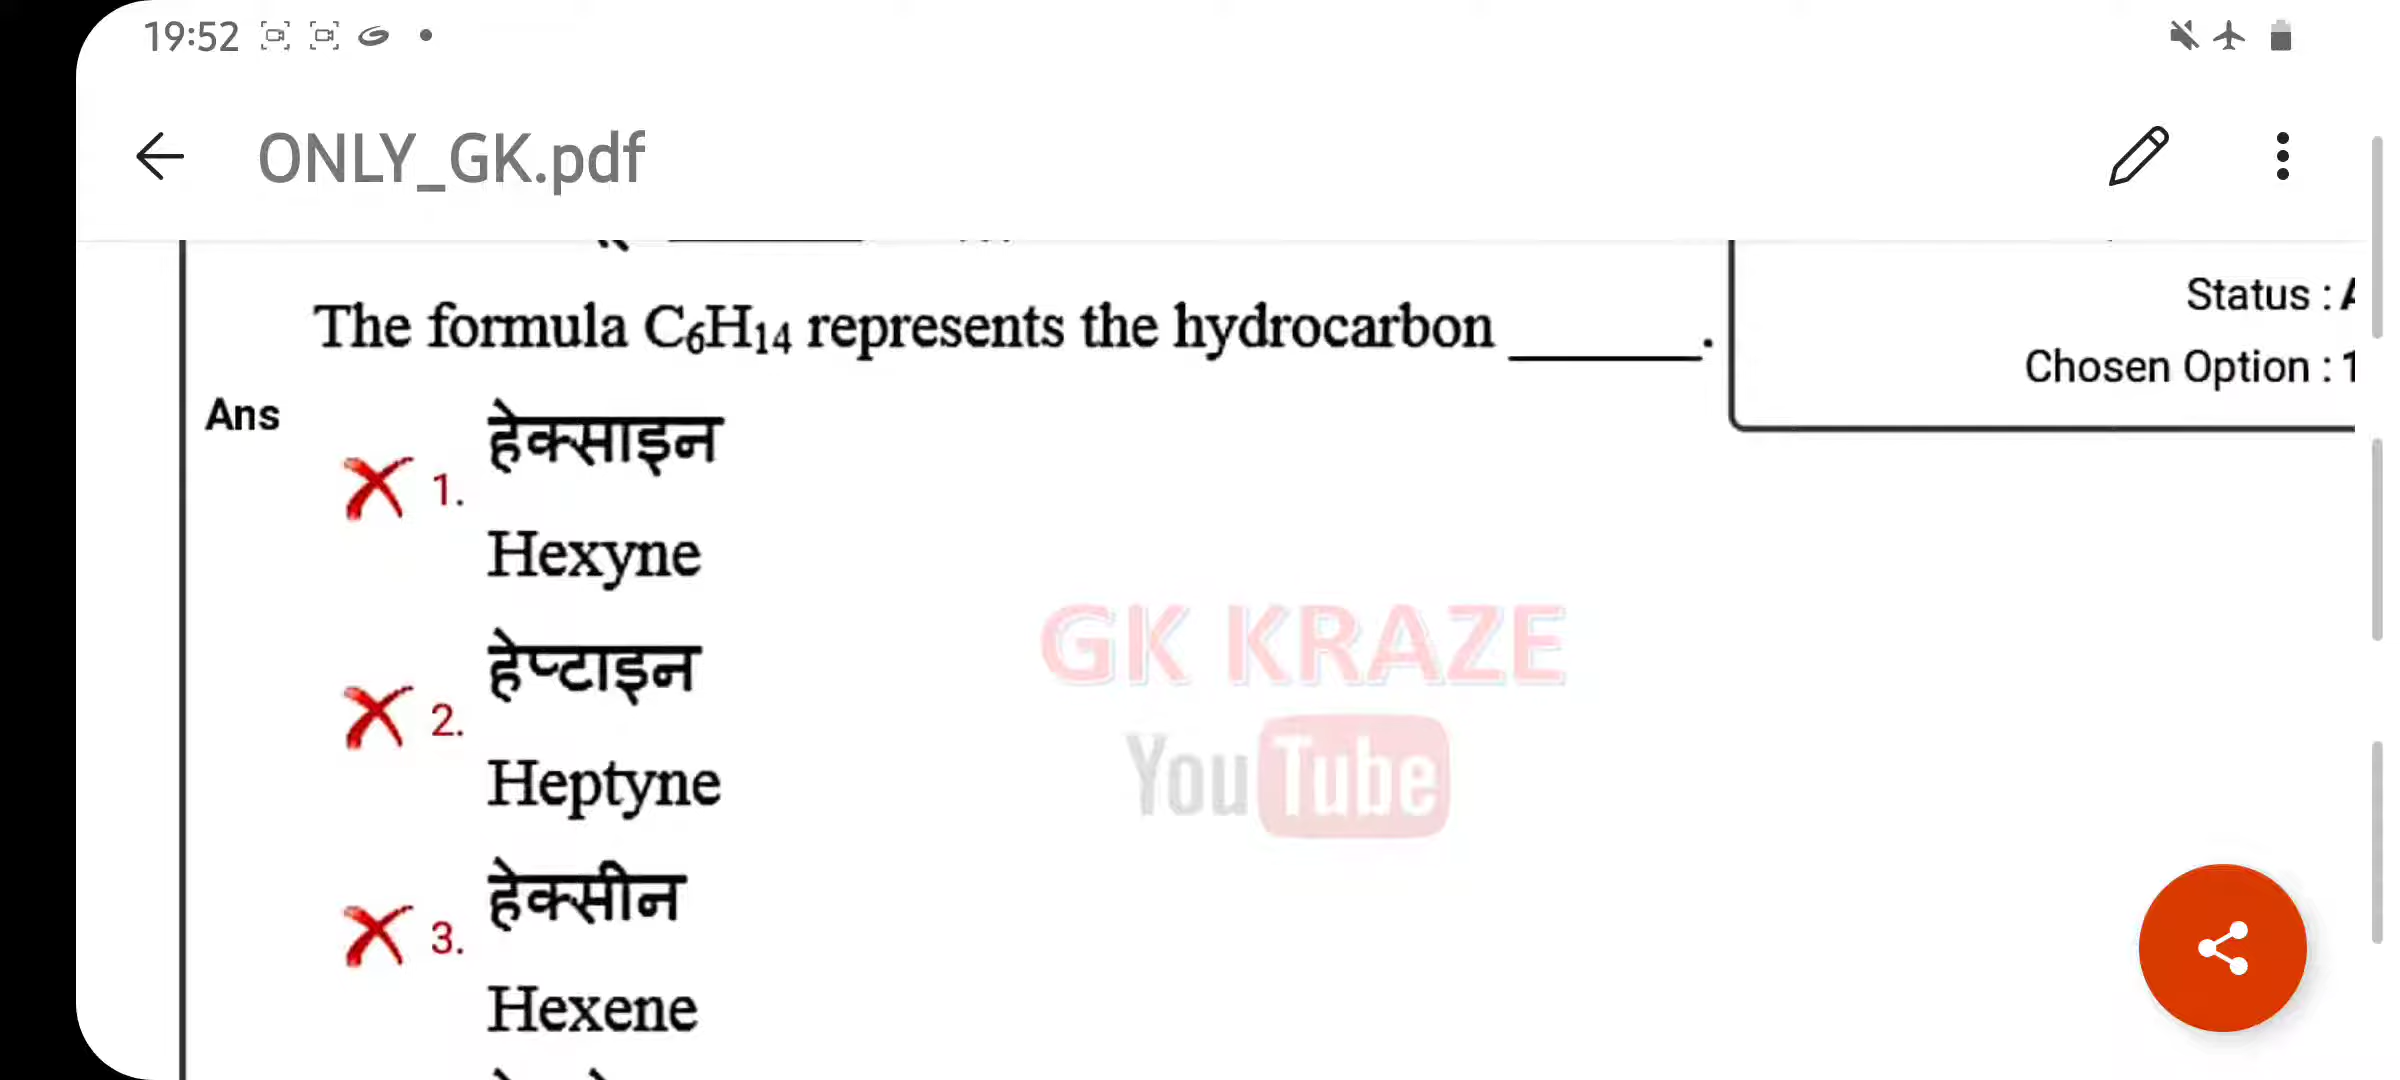 19:52
ONLY_GK.pdf
The formula C₆H₁₄ represents the hydrocarbon ______.
Status :
Chosen Option : 1
Ans
हेक्साइन
1.
Hexyne
हेप्टाइन
2.
Heptyne
हेक्सीन
3.
Hexene
GK KRAZE
YouTube